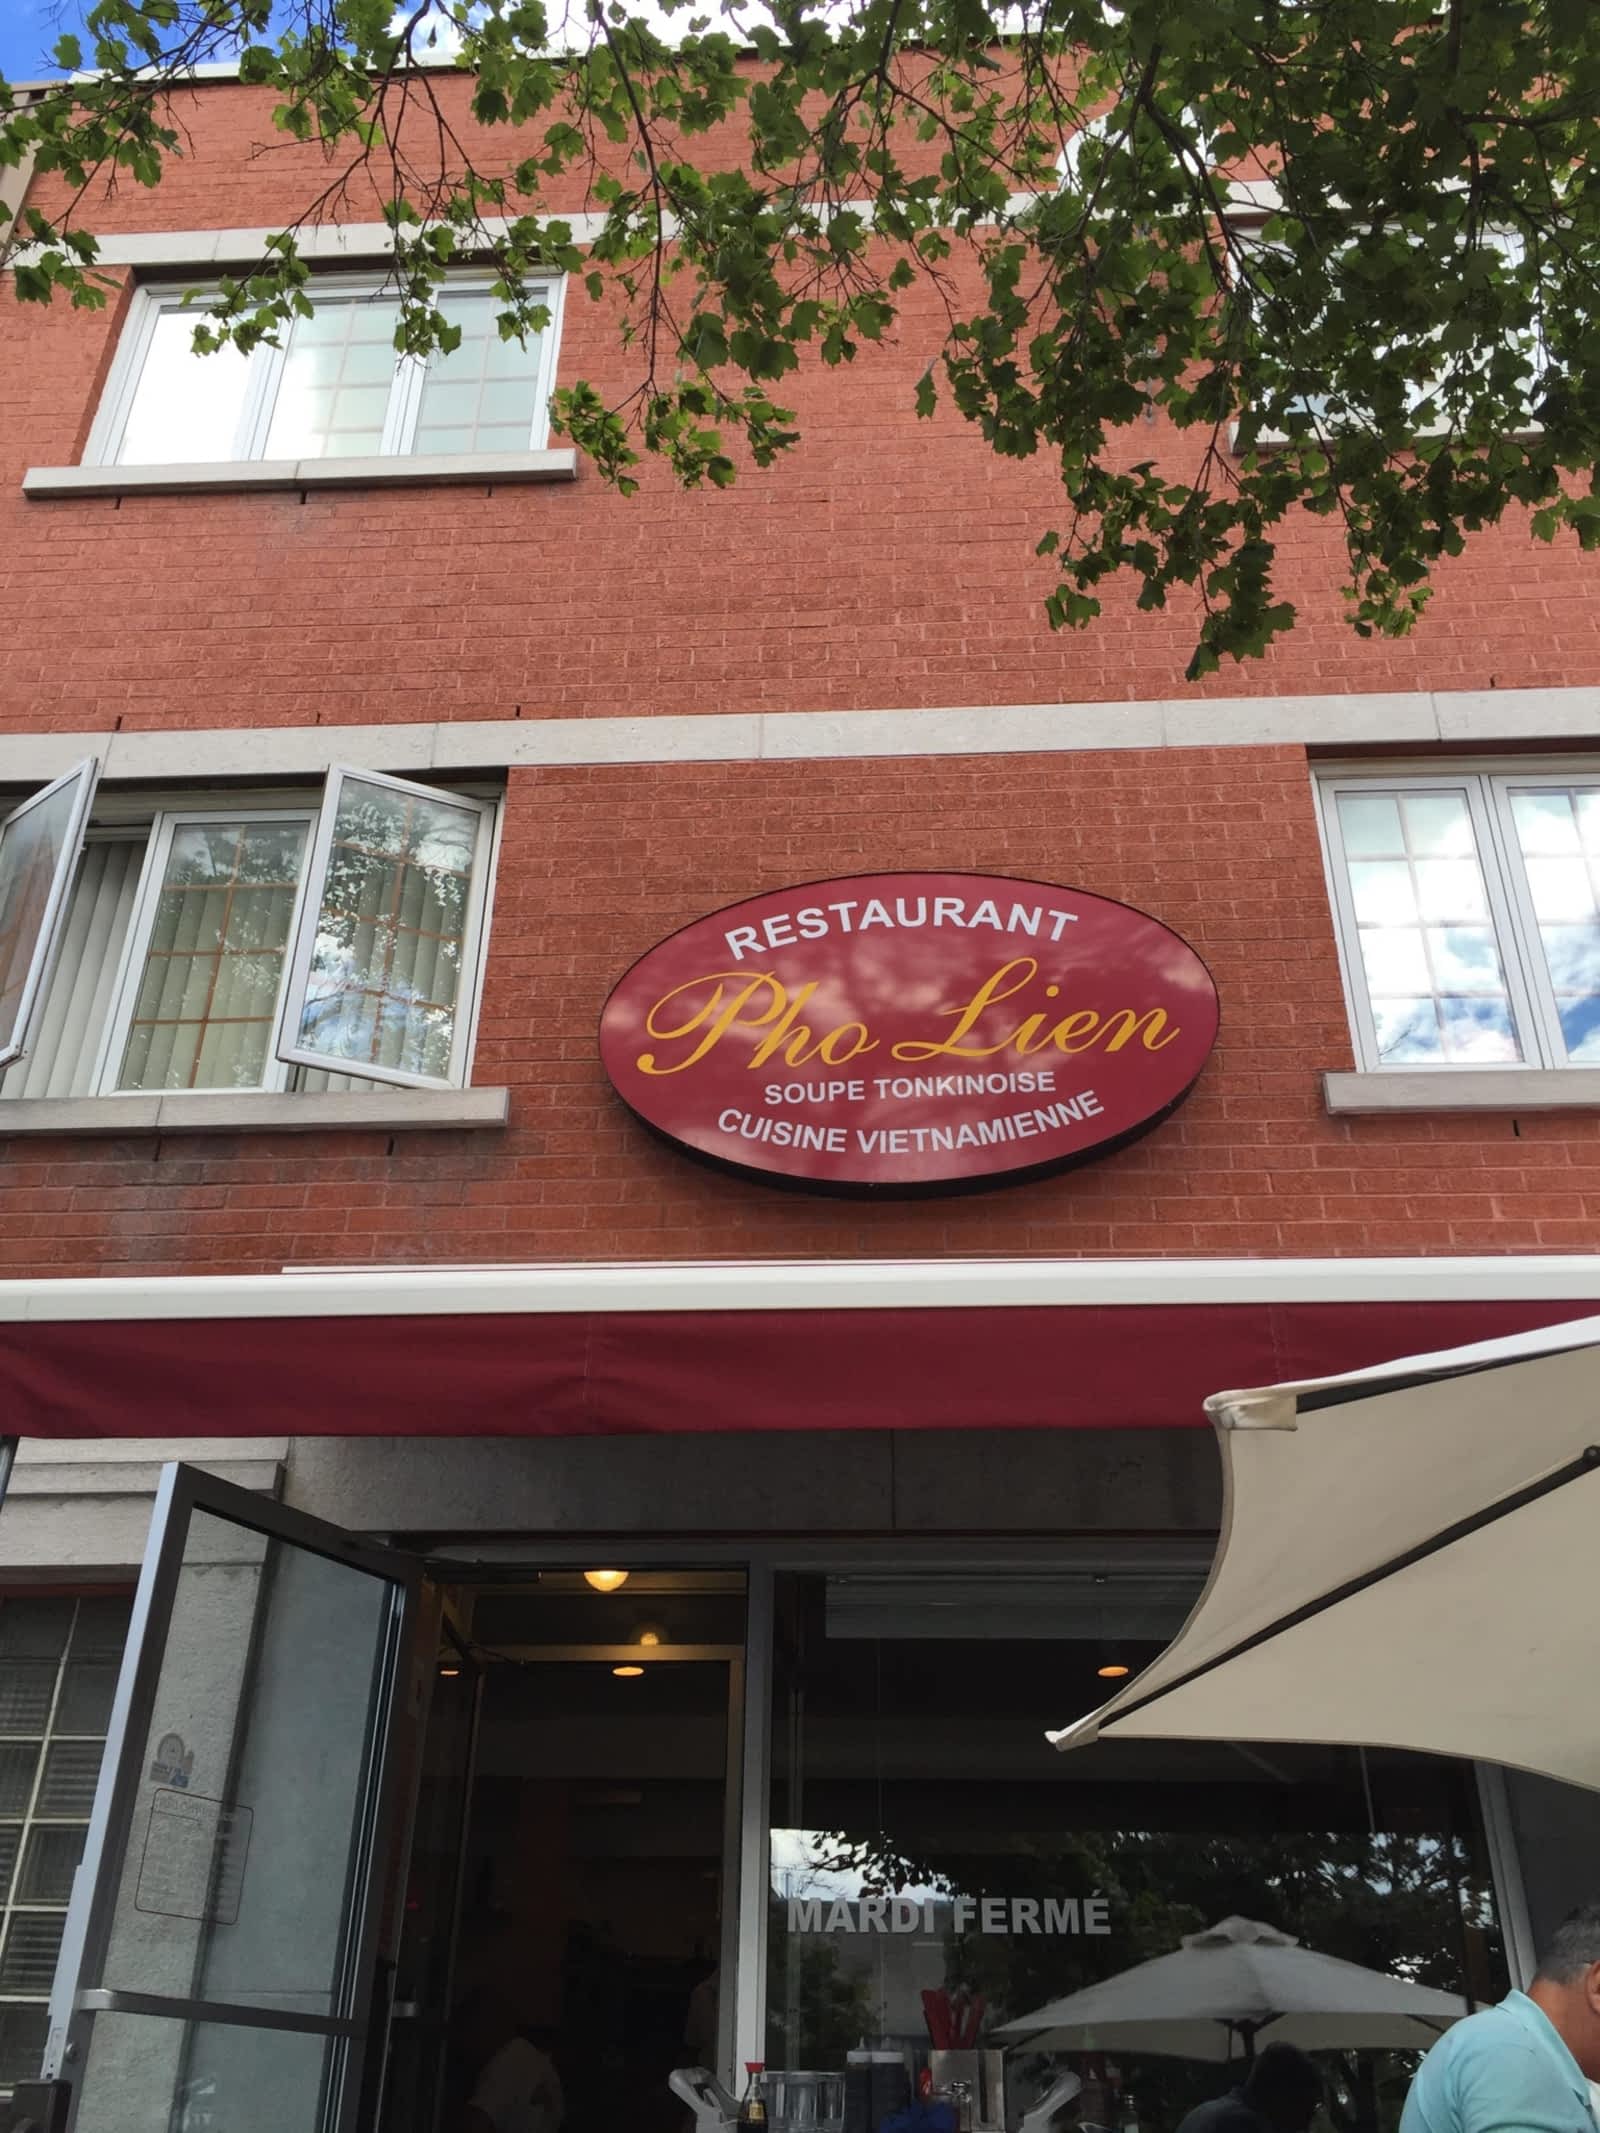 RESTAURANT
Pho Lien
SOUPE TONKINOISE
CUISINE VIETNAMIENNE
MARDI FERMÉ